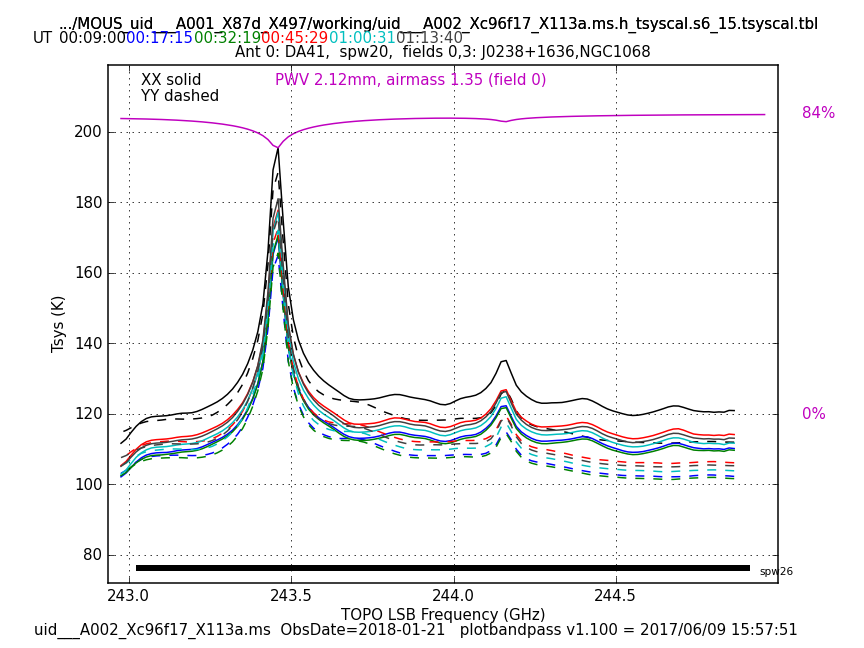 .../MOUS_uid___A001_X87d_X497/working/uid___A002_Xc96f17_X113a.ms.h_tsyscal.s6_15.tsyscal.tbl
UT 00:09:00 00:17:15 00:32:19 00:45:29 01:00:31 01:13:40
Ant 0: DA41,  spw20,  fields 0,3: J0238+1636,NGC1068
XX solid
YY dashed
PWV 2.12mm, airmass 1.35 (field 0)
84%
0%
200
180
160
140
120
100
80
Tsys (K)
spw26
243.0 243.5 244.0 244.5
TOPO LSB Frequency (GHz)
uid___A002_Xc96f17_X113a.ms  ObsDate=2018-01-21   plotbandpass v1.100 = 2017/06/09 15:57:51